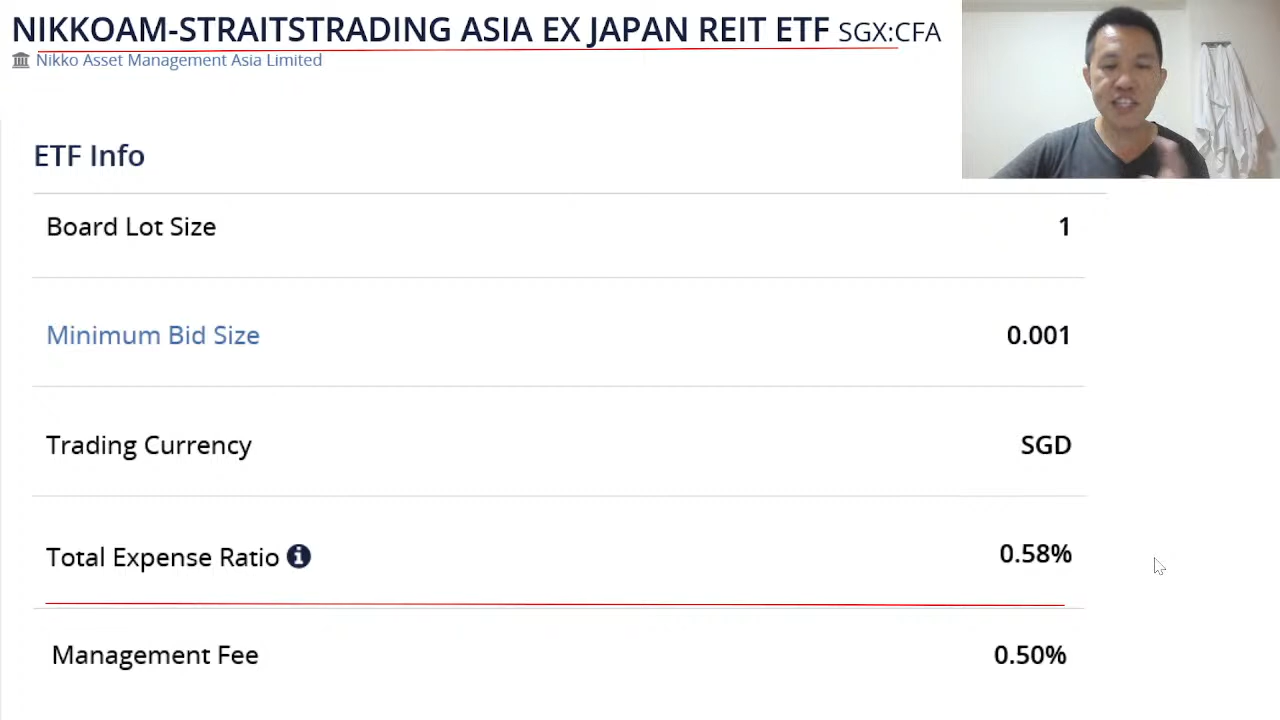 NIKKOAM-STRAITSTRADING ASIA EX JAPAN REIT ETF SGX:CFA
Nikko Asset Management Asia Limited
ETF Info
Board Lot Size 1
Minimum Bid Size 0.001
Trading Currency SGD
Total Expense Ratio 0.58%
Management Fee 0.50%